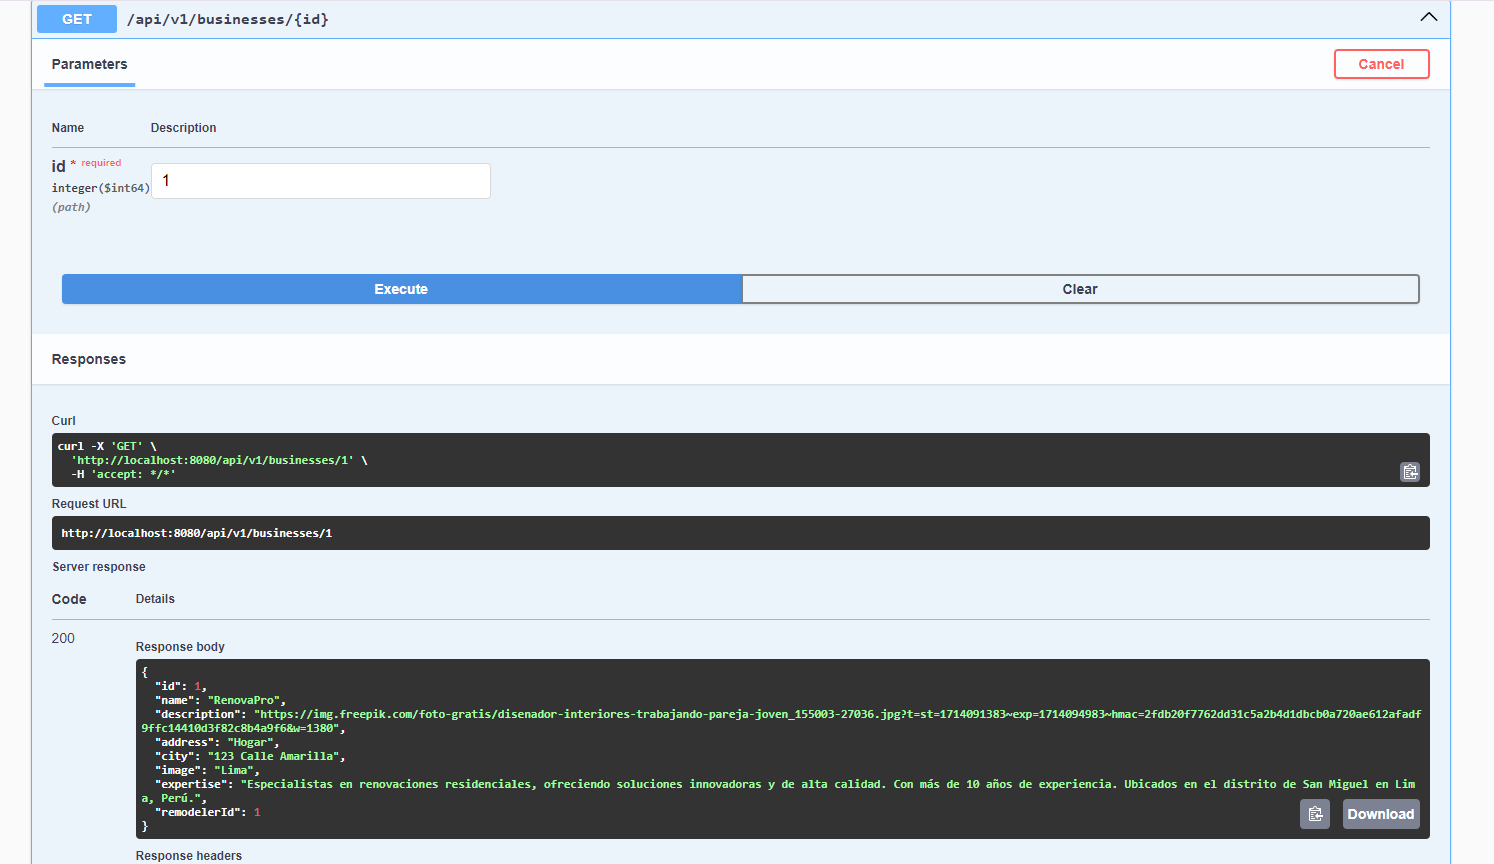 GET /api/v1/businesses/{id}
Parameters
Cancel
Name Description
id * required
1
integer($int64)
(path)
Execute Clear
Responses
Curl
curl -X 'GET' \
'http://localhost:8080/api/v1/businesses/1' \
-H 'accept: */*'
Request URL
http://localhost:8080/api/v1/businesses/1
Server response
Code Details
200
Response body
{
"id": 1,
"name": "RenovaPro",
"description": "https://img.freepik.com/foto-gratis/disenador-interiores-trabajando-pareja-joven_155003-27036.jpg?t=st=1714091383~exp=1714094983~hmac=2fdb20f7762dd31c5a2b4d1dbcb0a720ae612afadf
9ffc14410d3f82c8b4a9f6&w=1380",
"address": "Hogar",
"city": "123 Calle Amarilla",
"image": "Lima",
"expertise": "Especialistas en renovaciones residenciales, ofreciendo soluciones innovadoras y de alta calidad. Con más de 10 años de experiencia. Ubicados en el distrito de San Miguel en Lim
a, Perú.",
"remodelerId": 1
}
Download
Response headers